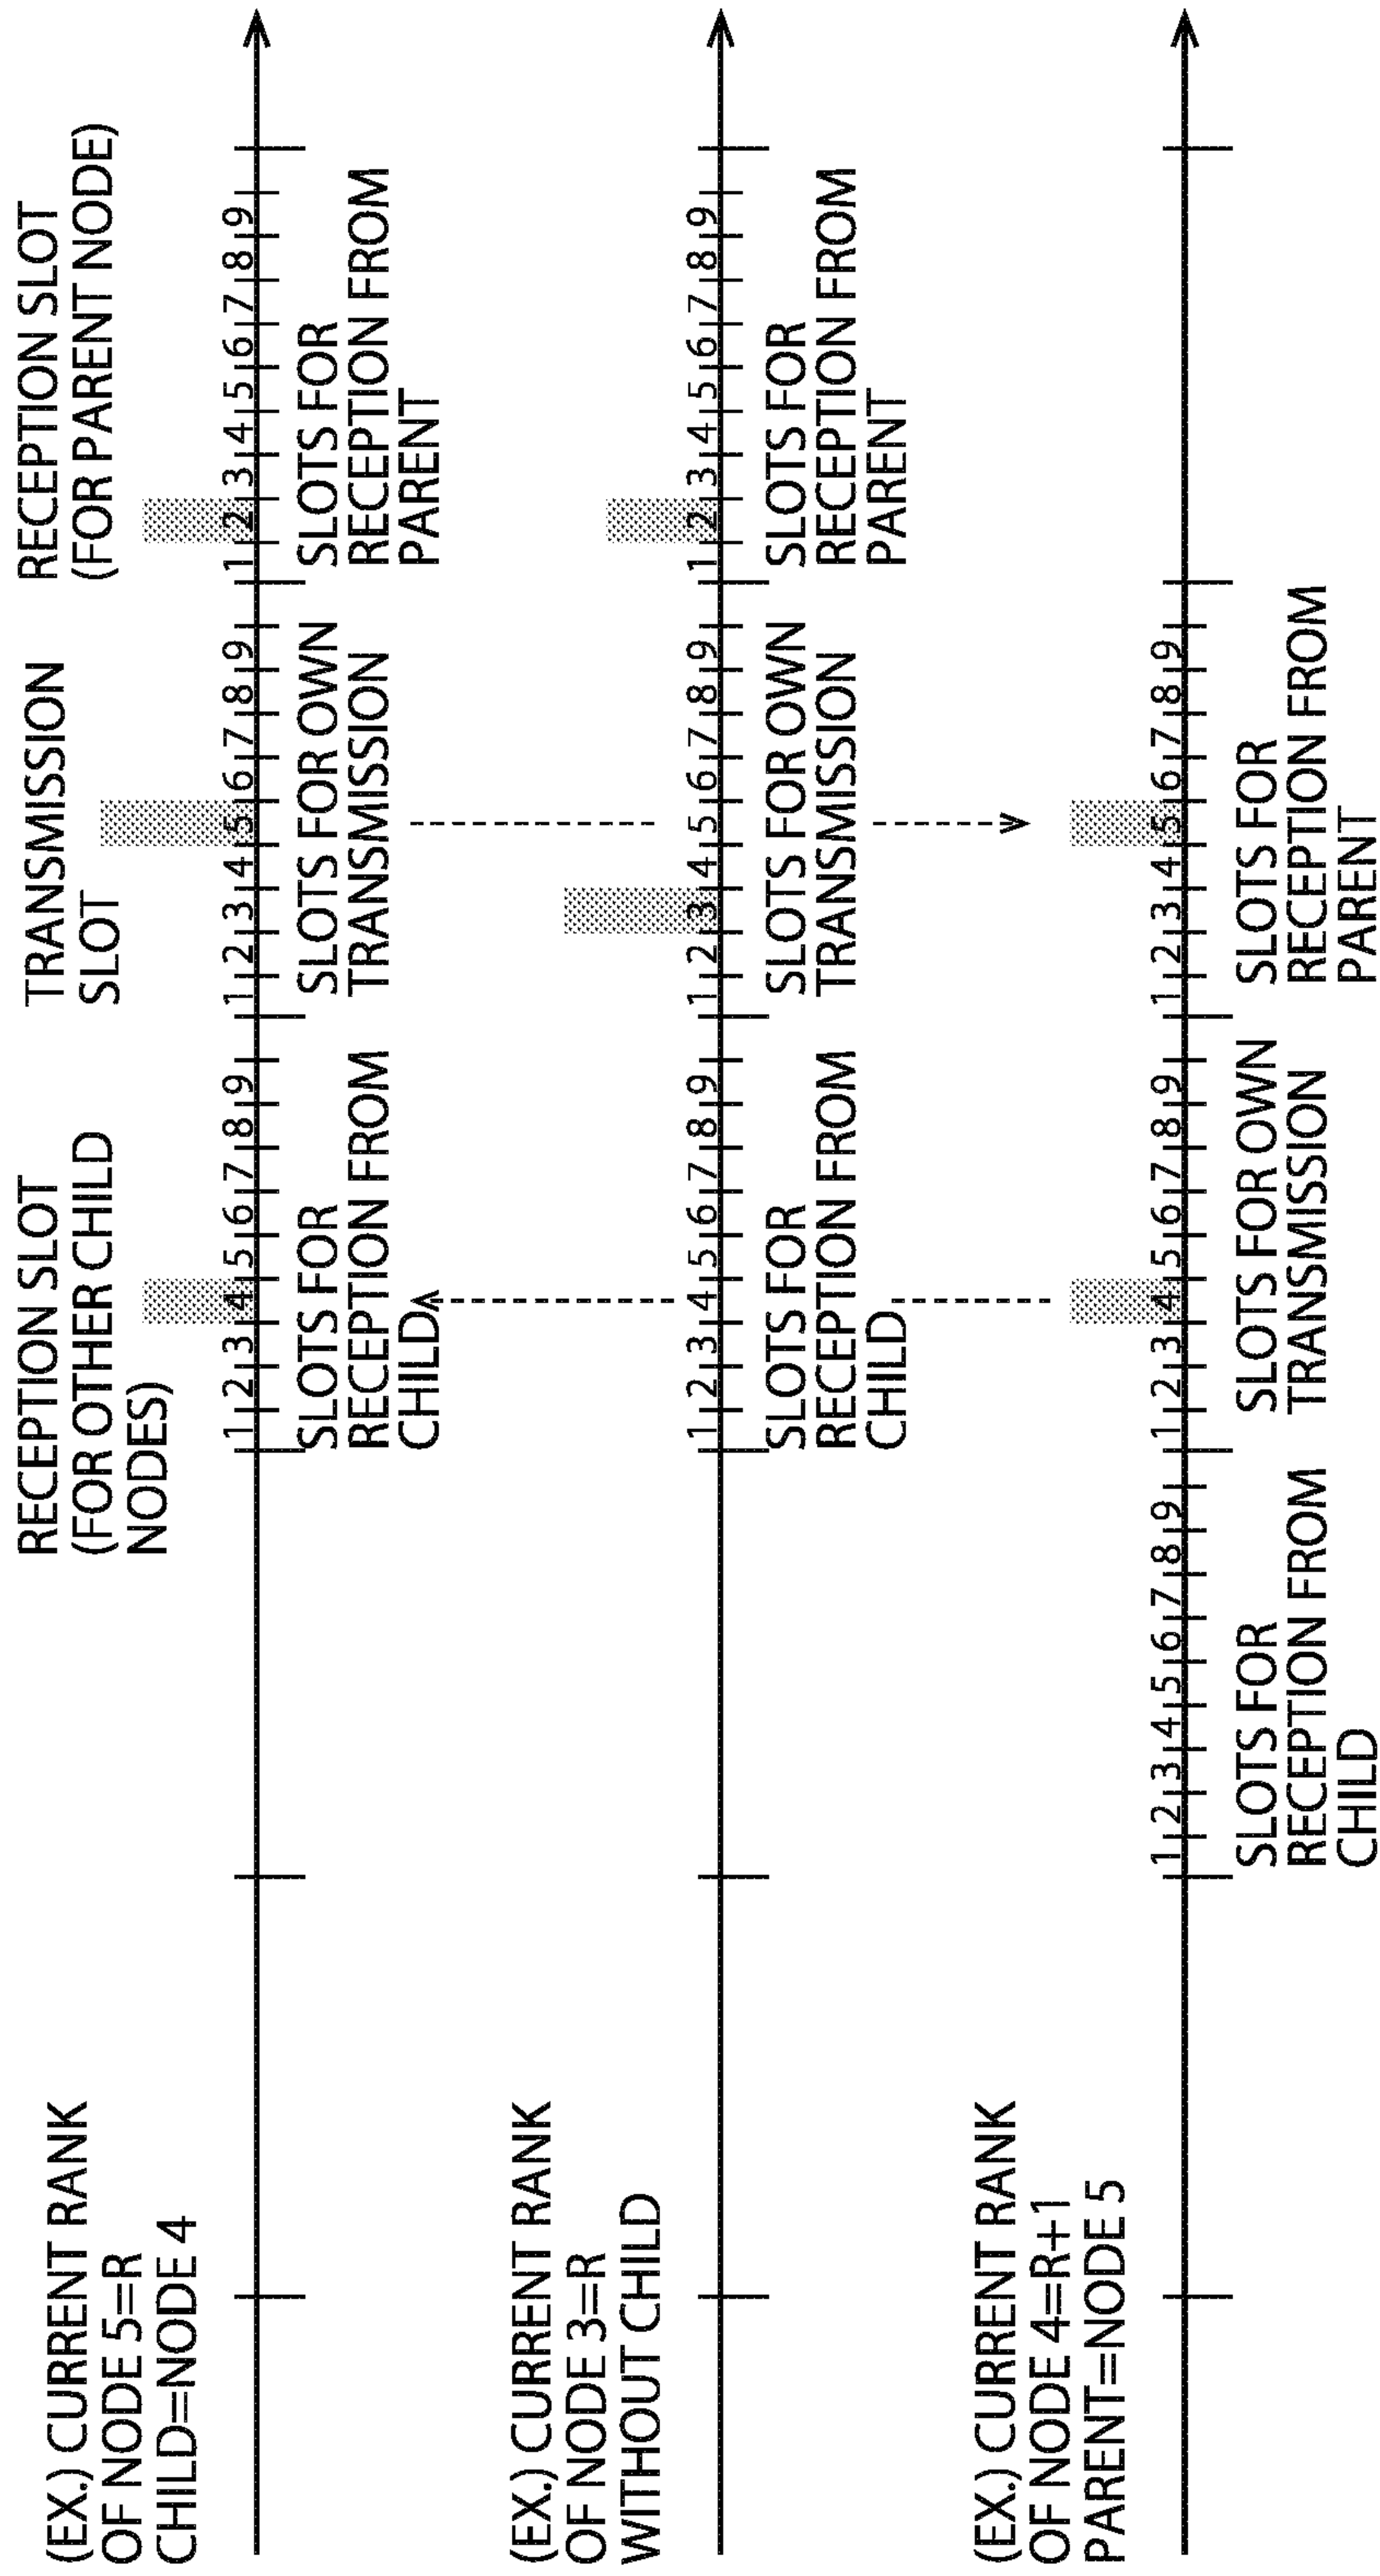 RECEPTION SLOT
(FOR OTHER CHILD
NODES)
TRANSMISSION
SLOT
RECEPTION SLOT
(FOR PARENT NODE)
(EX.) CURRENT RANK
OF NODE 5=R
CHILD=NODE 4
1 2 3 4 5 6 7 8 9
1 2 3 4 5 6 7 8 9
1 2 3 4 5 6 7 8 9
SLOTS FOR
RECEPTION FROM
CHILD
SLOTS FOR OWN
TRANSMISSION
SLOTS FOR
RECEPTION FROM
PARENT
(EX.) CURRENT RANK
OF NODE 3=R
WITHOUT CHILD
1 2 3 4 5 6 7 8 9
1 2 3 4 5 6 7 8 9
1 2 3 4 5 6 7 8 9
SLOTS FOR
RECEPTION FROM
CHILD
SLOTS FOR OWN
TRANSMISSION
SLOTS FOR
RECEPTION FROM
PARENT
(EX.) CURRENT RANK
OF NODE 4=R+1
PARENT=NODE 5
1 2 3 4 5 6 7 8 9
1 2 3 4 5 6 7 8 9
1 2 3 4 5 6 7 8 9
SLOTS FOR
RECEPTION FROM
CHILD
SLOTS FOR OWN
TRANSMISSION
SLOTS FOR
RECEPTION FROM
PARENT